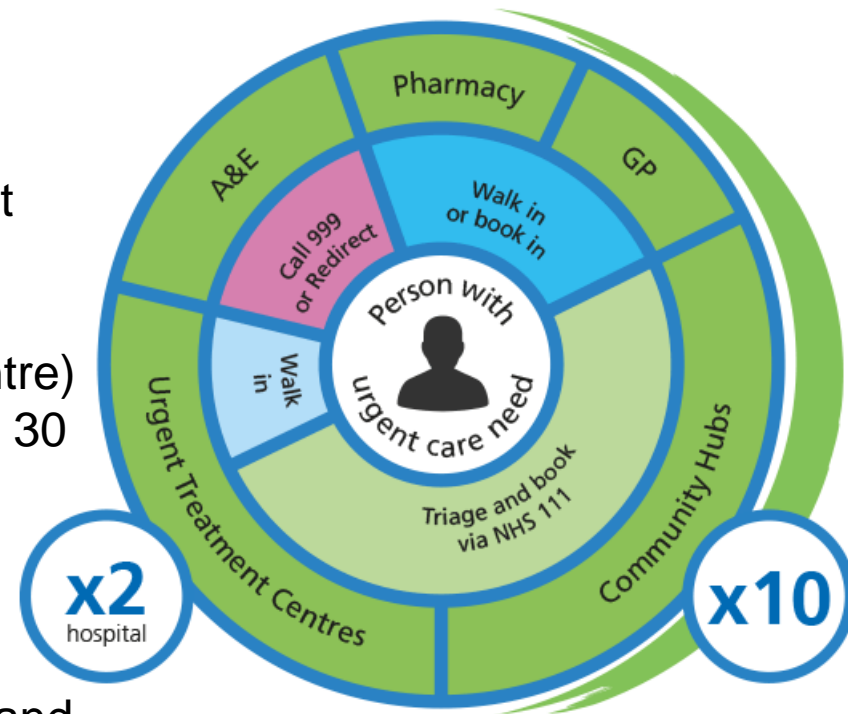 t
ntre)
30
and
Pharmacy
A&E
GP
Walk in
or book in
Call 999
or Redirect
Person with
urgent care need
Walk
in
Triage and book
via NHS 111
Urgent Treatment Centres
Community Hubs
x2
hospital
x10